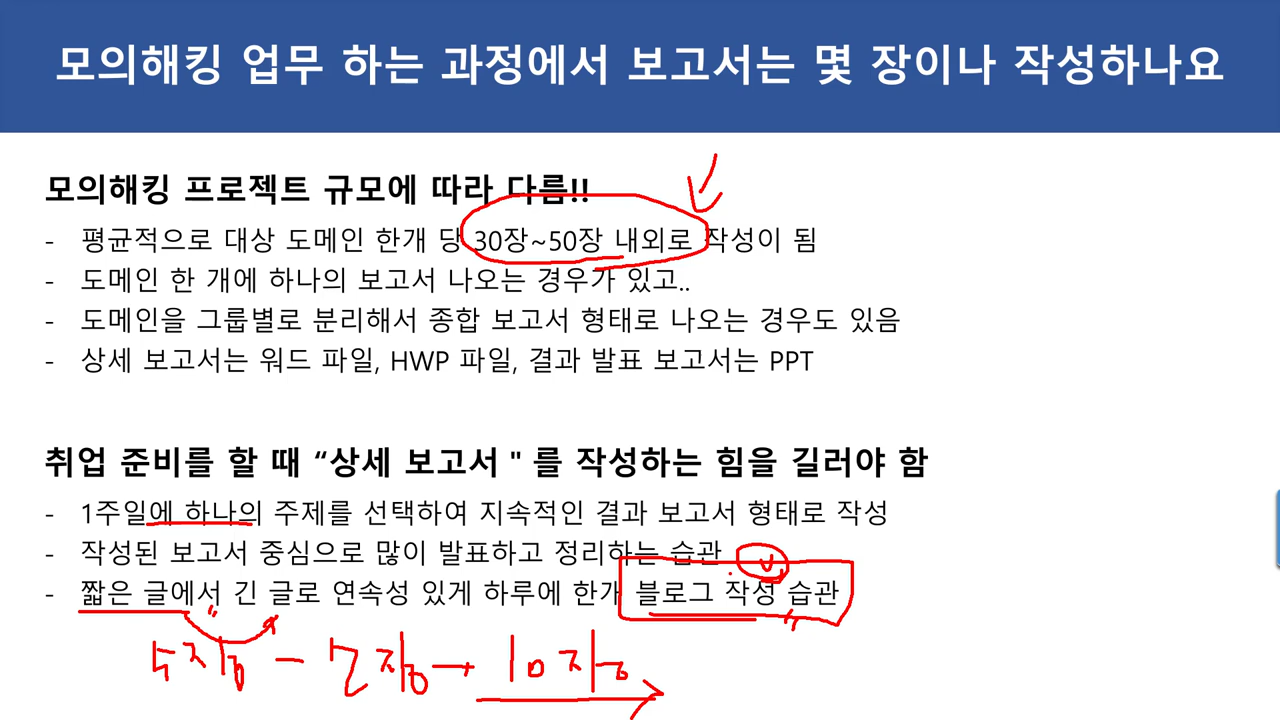 모의해킹 업무 하는 과정에서 보고서는 몇 장이나 작성하나요
모의해킹 프로젝트 규모에 따라 다름!!
- 평균적으로 대상 도메인 한개 당 30장~50장 내외로 작성이 됨
- 도메인 한 개에 하나의 보고서 나오는 경우가 있고..
- 도메인을 그룹별로 분리해서 종합 보고서 형태로 나오는 경우도 있음
- 상세 보고서는 워드 파일, HWP 파일, 결과 발표 보고서는 PPT
취업 준비를 할 때 “상세 보고서 " 를 작성하는 힘을 길러야 함
- 1주일에 하나의 주제를 선택하여 지속적인 결과 보고서 형태로 작성
- 작성된 보고서 중심으로 많이 발표하고 정리하는 습관
- 짧은 글에서 긴 글로 연속성 있게 하루에 한개 블로그 작성 습관
장 - 7장 → 10장